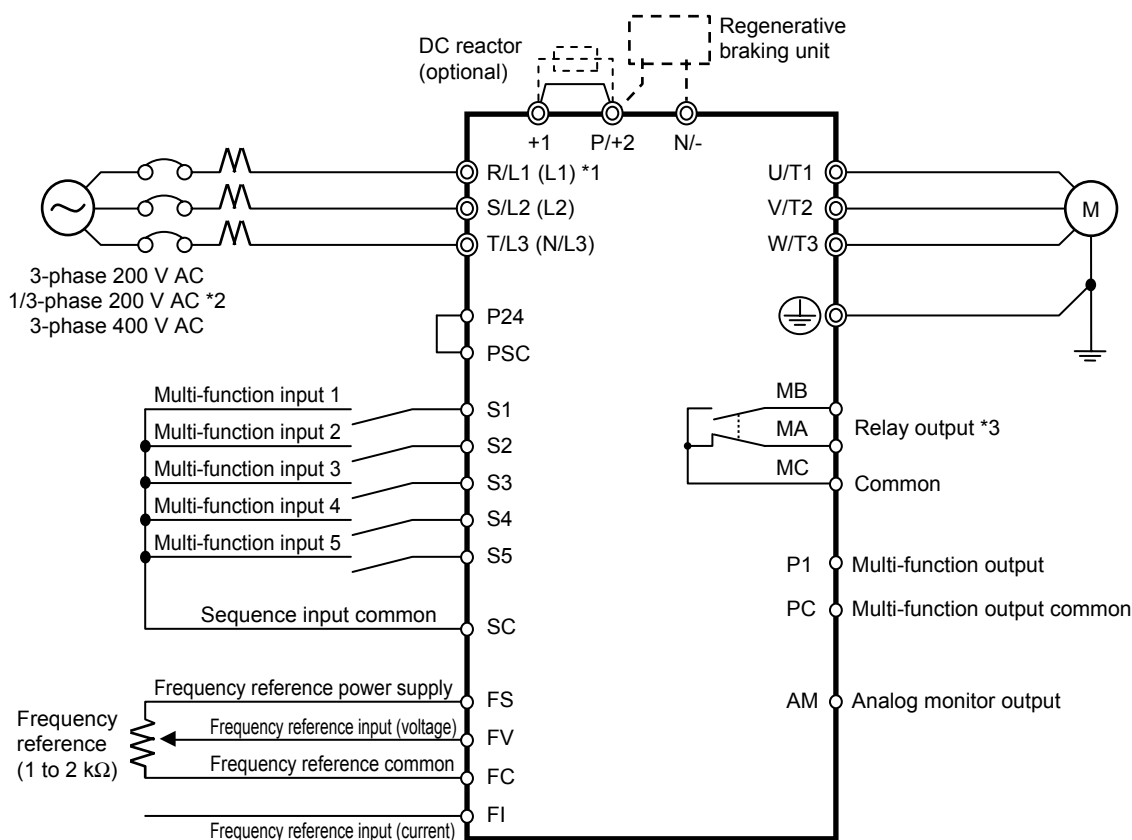 DC reactor
(optional)
Regenerative
braking unit
+1
P/+2
N/-
R/L1 (L1) *1
S/L2 (L2)
T/L3 (N/L3)
U/T1
V/T2
W/T3
M
3-phase 200 V AC
1/3-phase 200 V AC *2
3-phase 400 V AC
P24
PSC
Multi-function input 1
S1
Multi-function input 2
S2
Multi-function input 3
S3
Multi-function input 4
S4
Multi-function input 5
S5
Sequence input common
SC
MB
MA
Relay output *3
MC
Common
P1
Multi-function output
PC
Multi-function output common
AM
Analog monitor output
Frequency
reference
(1 to 2 kΩ)
Frequency reference power supply
FS
Frequency reference input (voltage)
FV
Frequency reference common
FC
FI
Frequency reference input (current)